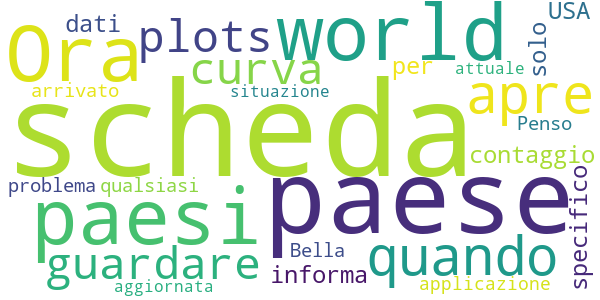 Ora
dati
plots
world
solo
USA
curva
per
attuale
arrivato
situazione
apre
scheda
Penso
contagio
problema
qualsiasi
paese
specifico
paesi
guardare
Bella
quando
informa
aggiornata
applicazione